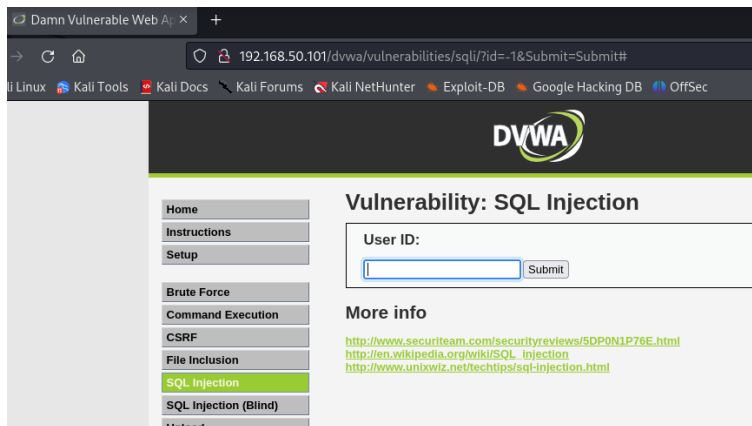 Damn Vulnerable Web Ap
192.168.50.101/dvwa/vulnerabilities/sqli/?id=-1&Submit=Submit#
li Linux Kali Tools Kali Docs Kali Forums Kali NetHunter Exploit-DB Google Hacking DB OffSec
DVWA
Home
Instructions
Setup
Brute Force
Command Execution
CSRF
File Inclusion
SQL Injection
SQL Injection (Blind)
Vulnerability: SQL Injection
User ID:
Submit
More info
http://www.securiteam.com/securityreviews/5DP0N1P76E.html
http://en.wikipedia.org/wiki/SQL_injection
http://www.unixwiz.net/techtips/sql-injection.html